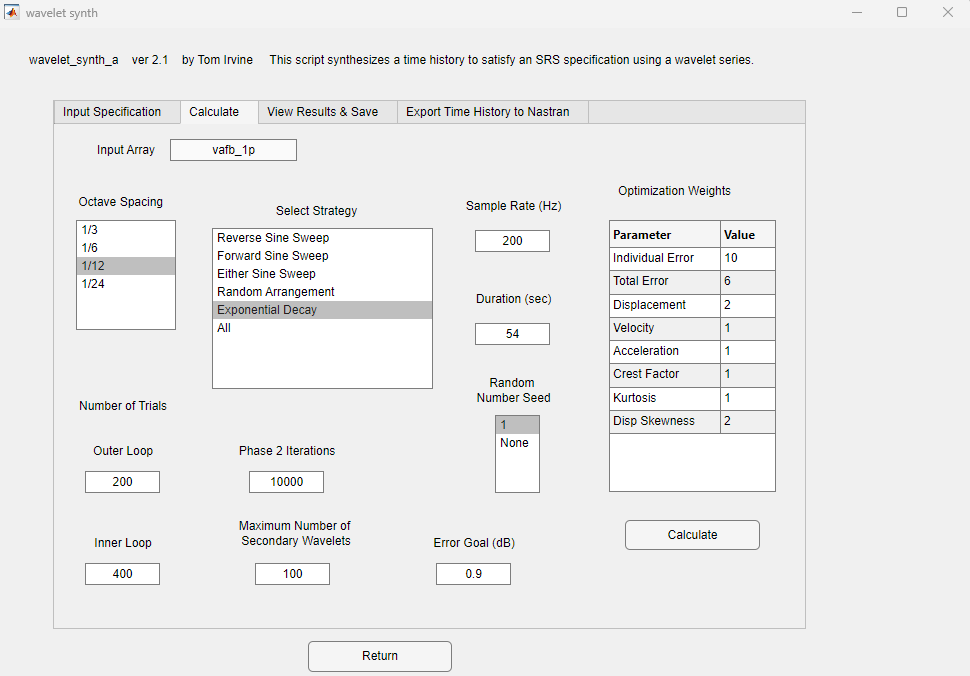 wavelet synth
wavelet_synth_a ver 2.1 by Tom Irvine This script synthesizes a time history to satisfy an SRS specification using a wavelet series.
Input Specification Calculate View Results & Save Export Time History to Nastran
Input Array vafb_1p
Octave Spacing
1/3
1/6
1/12
1/24
Select Strategy
Reverse Sine Sweep
Forward Sine Sweep
Either Sine Sweep
Random Arrangement
Exponential Decay
All
Sample Rate (Hz)
200
Duration (sec)
54
Random
Number Seed
1
None
Optimization Weights
Parameter Value
Individual Error 10
Total Error 6
Displacement 2
Velocity 1
Acceleration 1
Crest Factor 1
Kurtosis 1
Disp Skewness 2
Number of Trials
Outer Loop
200
Phase 2 Iterations
10000
Inner Loop
400
Maximum Number of
Secondary Wavelets
100
Error Goal (dB)
0.9
Calculate
Return